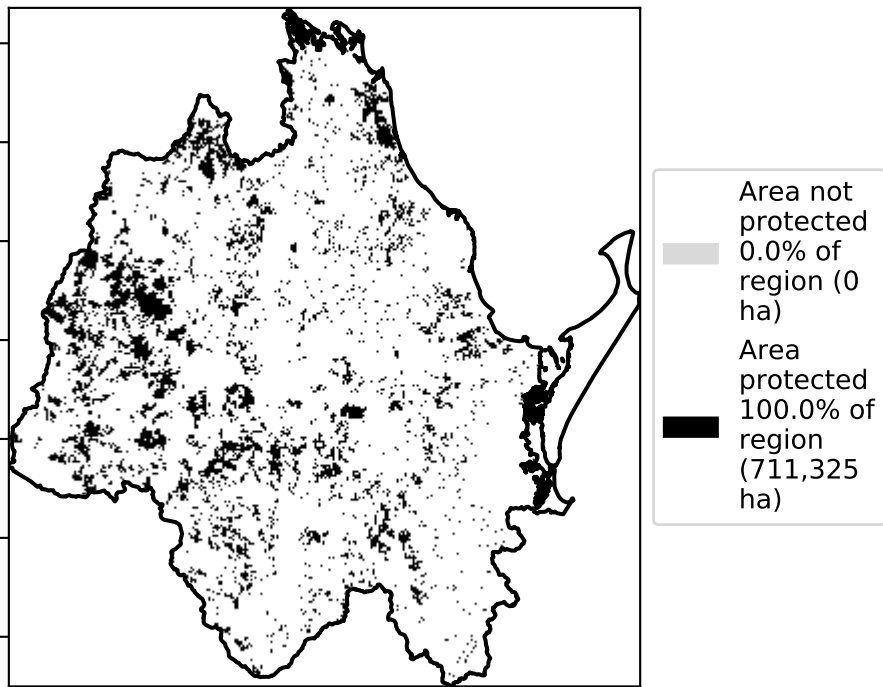 Area not
protected
0.0% of
region (0
ha)
Area
protected
100.0% of
region
(711,325
ha)